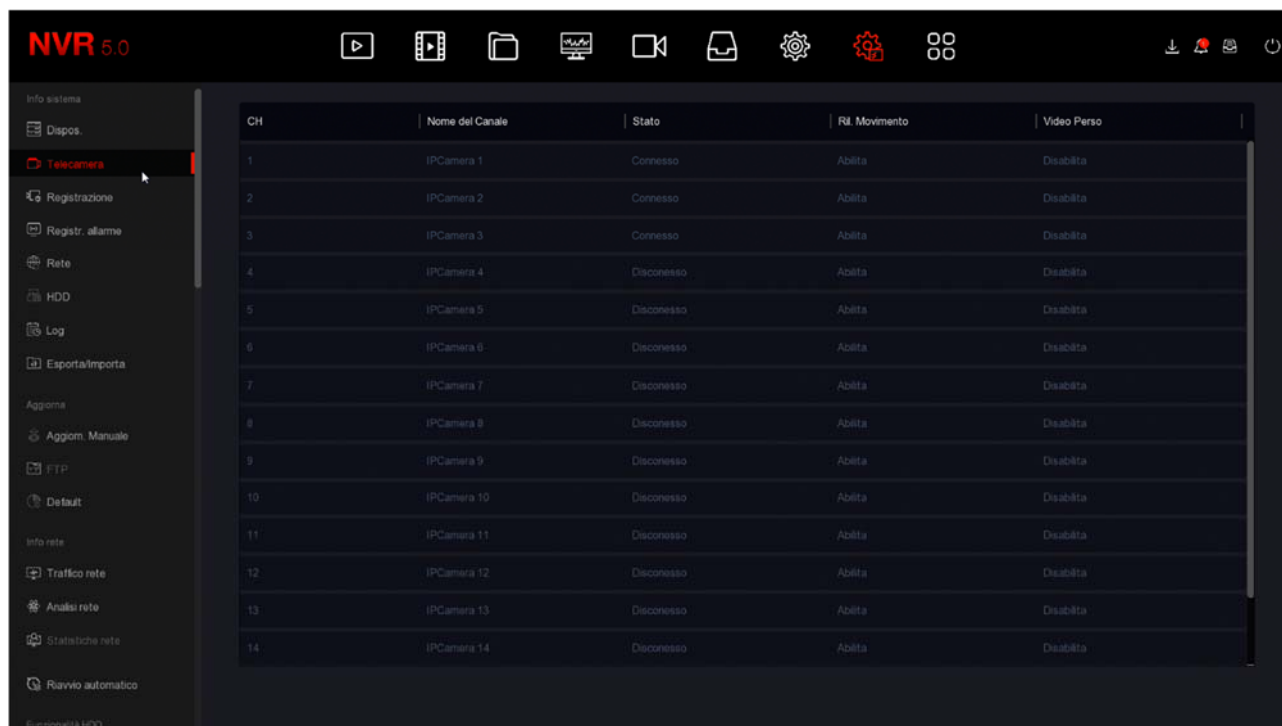 NVR 5.0
Info sistema
Dispos.
Telecamera
Registrazione
Registr. allarme
Rete
HDD
Log
Esporta/Importa
Aggiorna
Aggiorn. Manuale
FTP
Default
Info rete
Traffico rete
Analisi rete
Statistiche rete
Riavvio automatico
Funzionalità HDD
CH Nome del Canale Stato Ril. Movimento Video Perso
1 IPCamera 1 Connesso Abilita Disabilita
2 IPCamera 2 Connesso Abilita Disabilita
3 IPCamera 3 Connesso Abilita Disabilita
4 IPCamera 4 Disconesso Abilita Disabilita
5 IPCamera 5 Disconesso Abilita Disabilita
6 IPCamera 6 Disconesso Abilita Disabilita
7 IPCamera 7 Disconesso Abilita Disabilita
8 IPCamera 8 Disconesso Abilita Disabilita
9 IPCamera 9 Disconesso Abilita Disabilita
10 IPCamera 10 Disconesso Abilita Disabilita
11 IPCamera 11 Disconesso Abilita Disabilita
12 IPCamera 12 Disconesso Abilita Disabilita
13 IPCamera 13 Disconesso Abilita Disabilita
14 IPCamera 14 Disconesso Abilita Disabilita